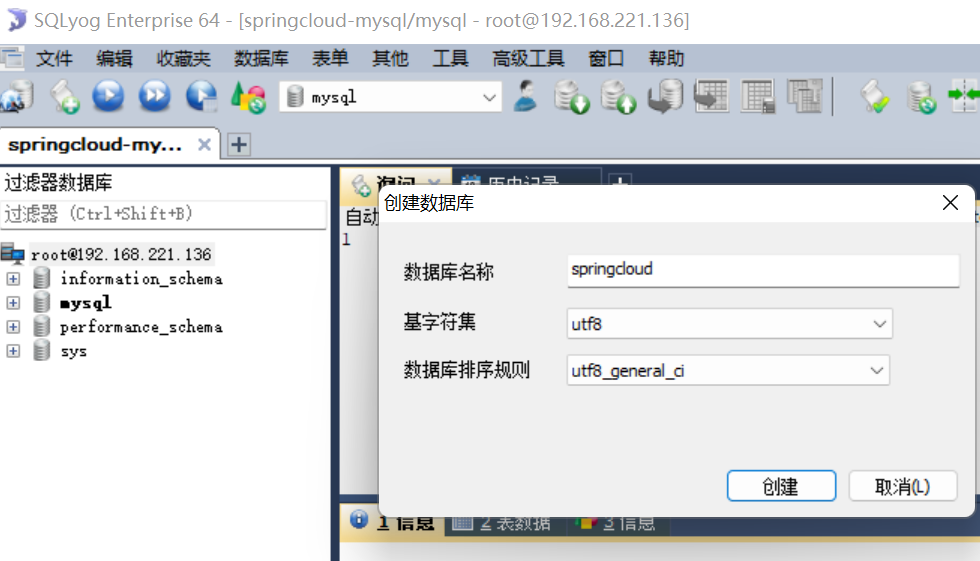 SQLyog Enterprise 64 - [springcloud-mysql/mysql - root@192.168.221.136]
文件 编辑 收藏夹 数据库 表单 其他 工具 高级工具 窗口 帮助
mysql
springcloud-my...
过滤器数据库
过滤器 (Ctrl+Shift+B)
root@192.168.221.136
information_schema
mysql
performance_schema
sys
询问 历史记录
自动
1
创建数据库
数据库名称 springcloud
基字符集 utf8
数据库排序规则 utf8_general_ci
创建 取消(L)
1 信息 2 表数据 3 信息